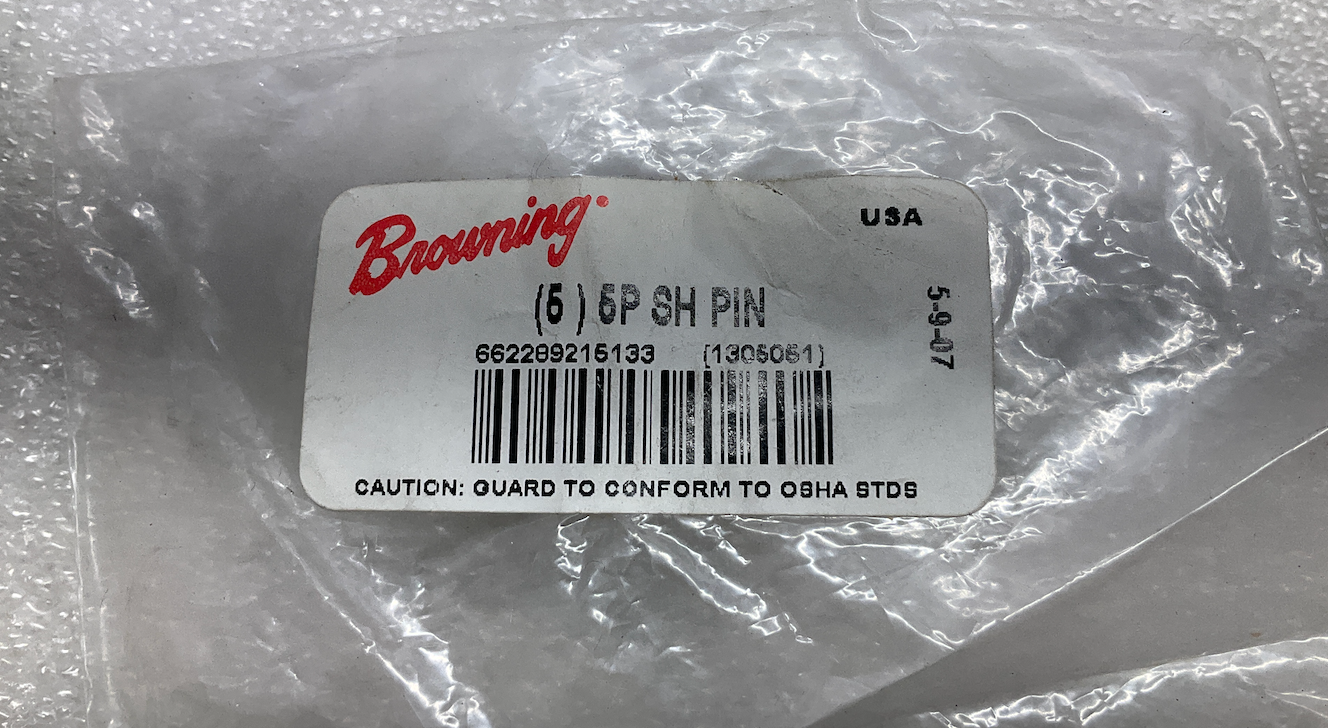 Browning
USA
(5) 5P SH PIN
5-9-07
662289215133 [1305051]
CAUTION: GUARD TO CONFORM TO OSHA STDS